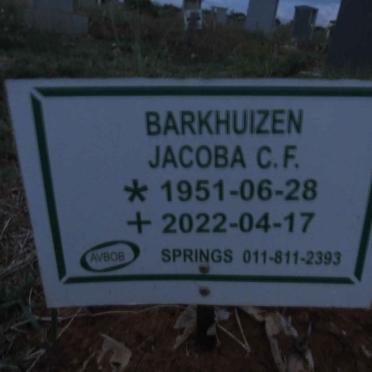 BARKHUIZEN
JACOBA C.F.
* 1951-06-28
+ 2022-04-17
AVBOB SPRINGS 011-811-2393